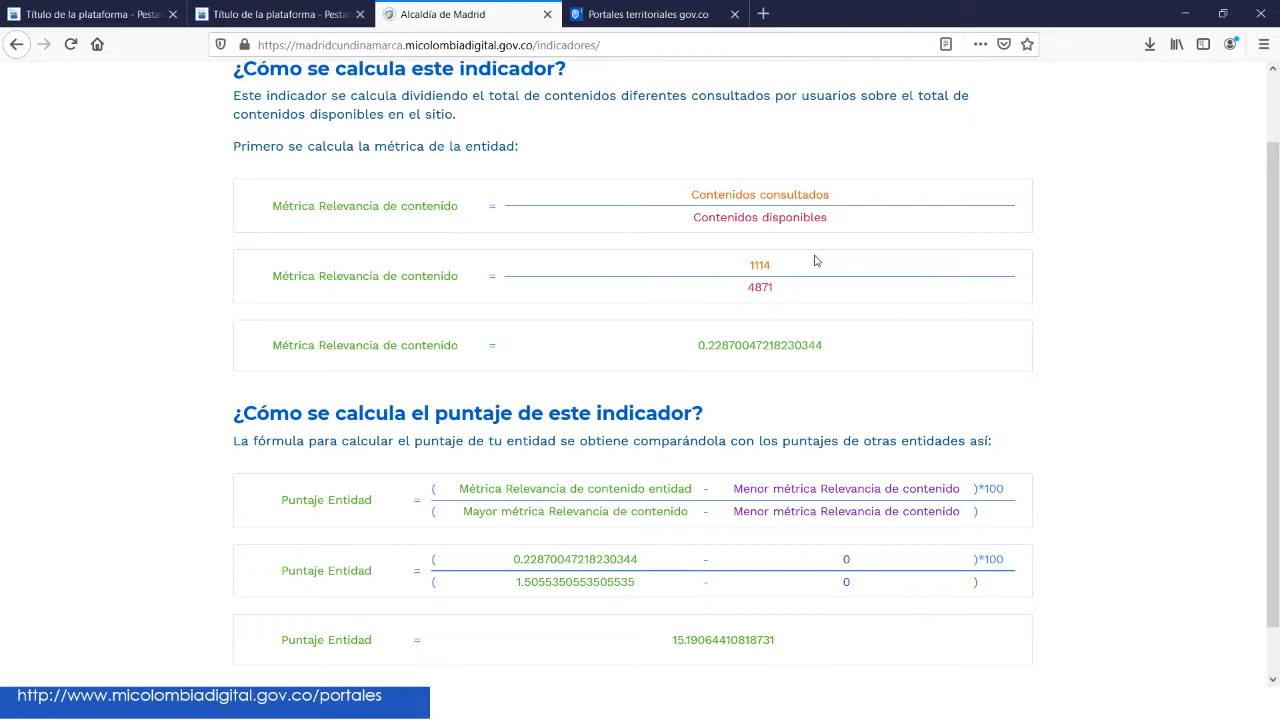 Título de la plataforma - Pesta
Título de la plataforma - Pesta
Alcaldía de Madrid
Portales territoriales gov.co
https://madridcundinamarca.micolombiadigital.gov.co/indicadores/
¿Cómo se calcula este indicador?
Este indicador se calcula dividiendo el total de contenidos diferentes consultados por usuarios sobre el total de
contenidos disponibles en el sitio.
Primero se calcula la métrica de la entidad:
Contenidos consultados
Métrica Relevancia de contenido =
Contenidos disponibles
1114
Métrica Relevancia de contenido =
4871
Métrica Relevancia de contenido = 0.22870047218230344
¿Cómo se calcula el puntaje de este indicador?
La fórmula para calcular el puntaje de tu entidad se obtiene comparándola con los puntajes de otras entidades así:
( Métrica Relevancia de contenido entidad - Menor métrica Relevancia de contenido )*100
Puntaje Entidad =
( Mayor métrica Relevancia de contenido - Menor métrica Relevancia de contenido )
( 0.22870047218230344 - 0 )*100
Puntaje Entidad =
( 1.5055350553505535 - 0 )
Puntaje Entidad = 15.19064410818731
http://www.micolombiadigital.gov.co/portales